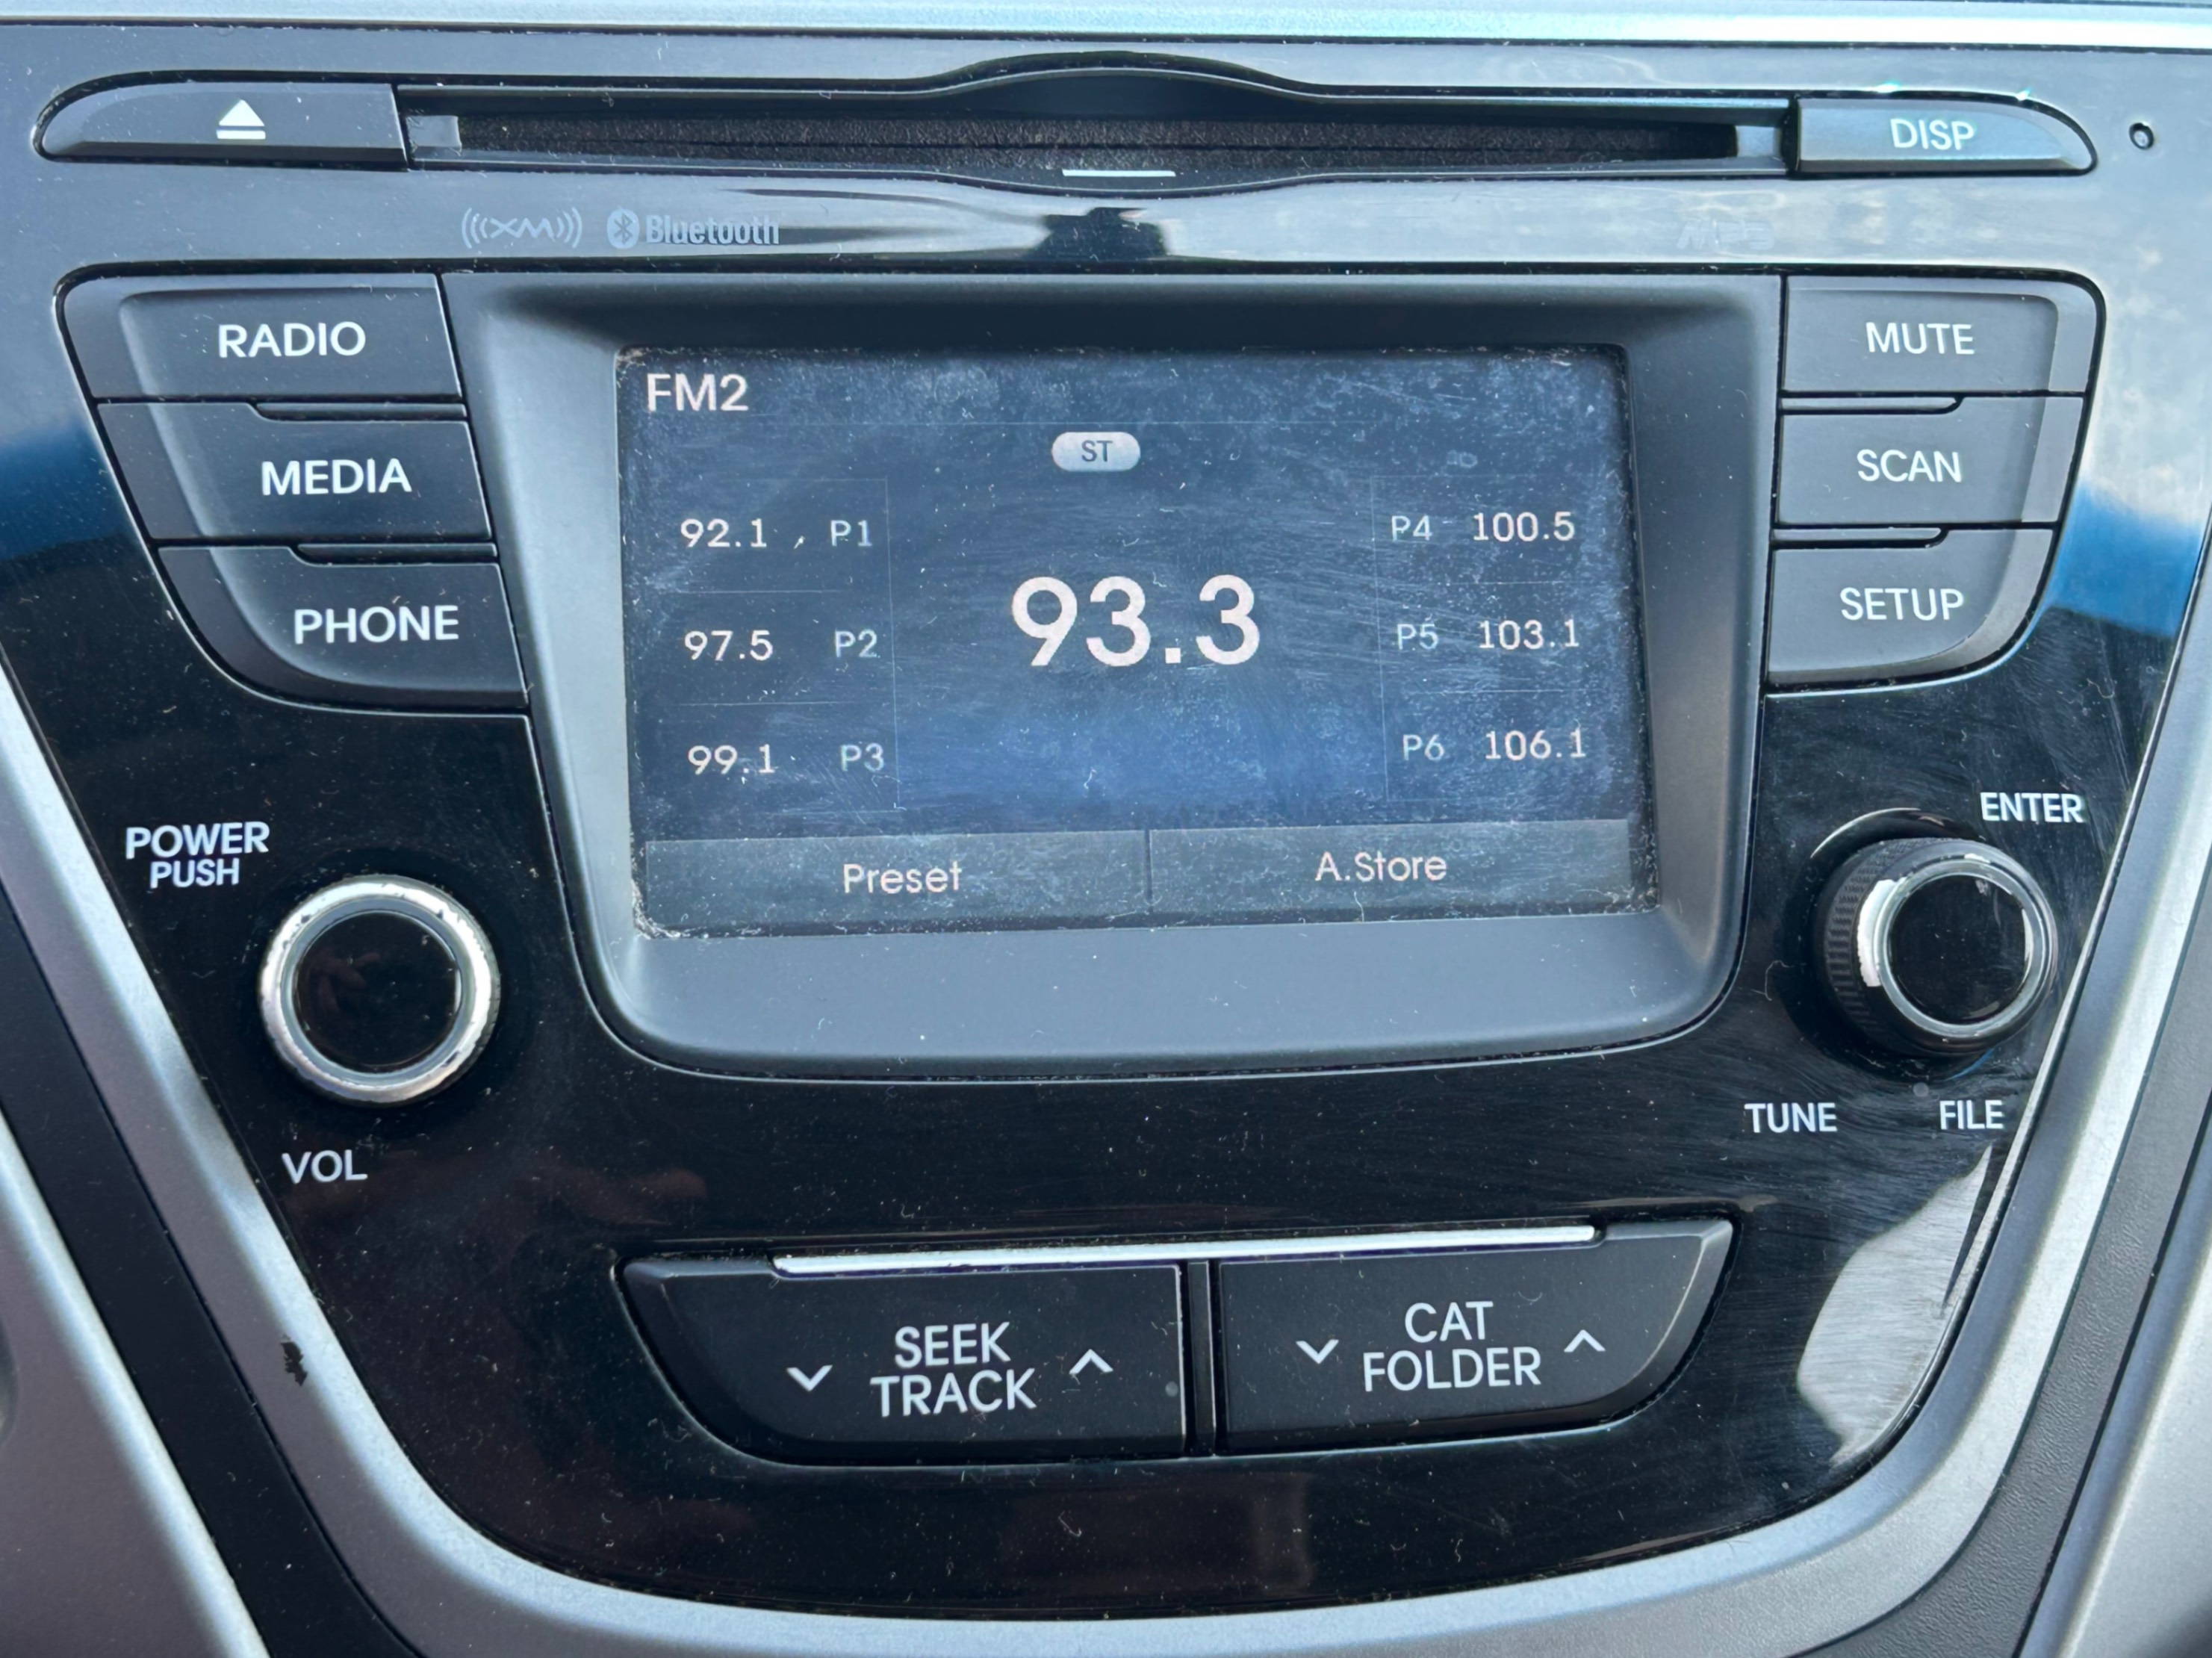 DISP
((XM)) Bluetooth
MP3
RADIO
MEDIA
PHONE
MUTE
SCAN
SETUP
FM2
ST
92.1 P1
97.5 P2
99.1 P3
93.3
P4 100.5
P5 103.1
P6 106.1
Preset
A.Store
POWER
PUSH
VOL
ENTER
TUNE
FILE
SEEK
TRACK
CAT
FOLDER